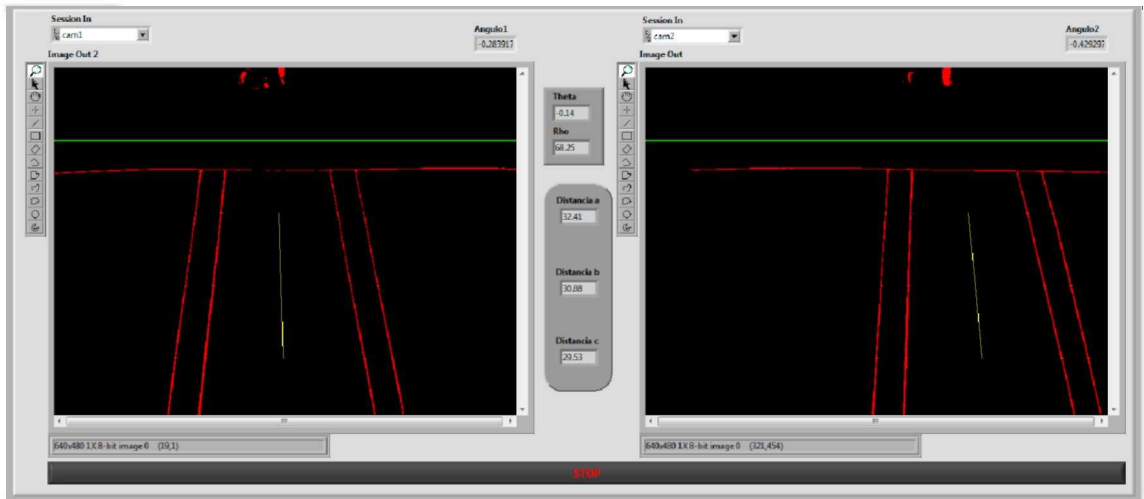 Session In
cam1
Angulo1
-0.283917
Image Out 2
Session In
cam2
Angulo2
-0.429297
Image Out
Theta
-0.14
Rho
68.25
Distancia a
32.41
Distancia b
30.88
Distancia c
29.53
640x480 1X 8-bit image 0 (19,1)
640x480 1X 8-bit image 0 (321,454)
STOP